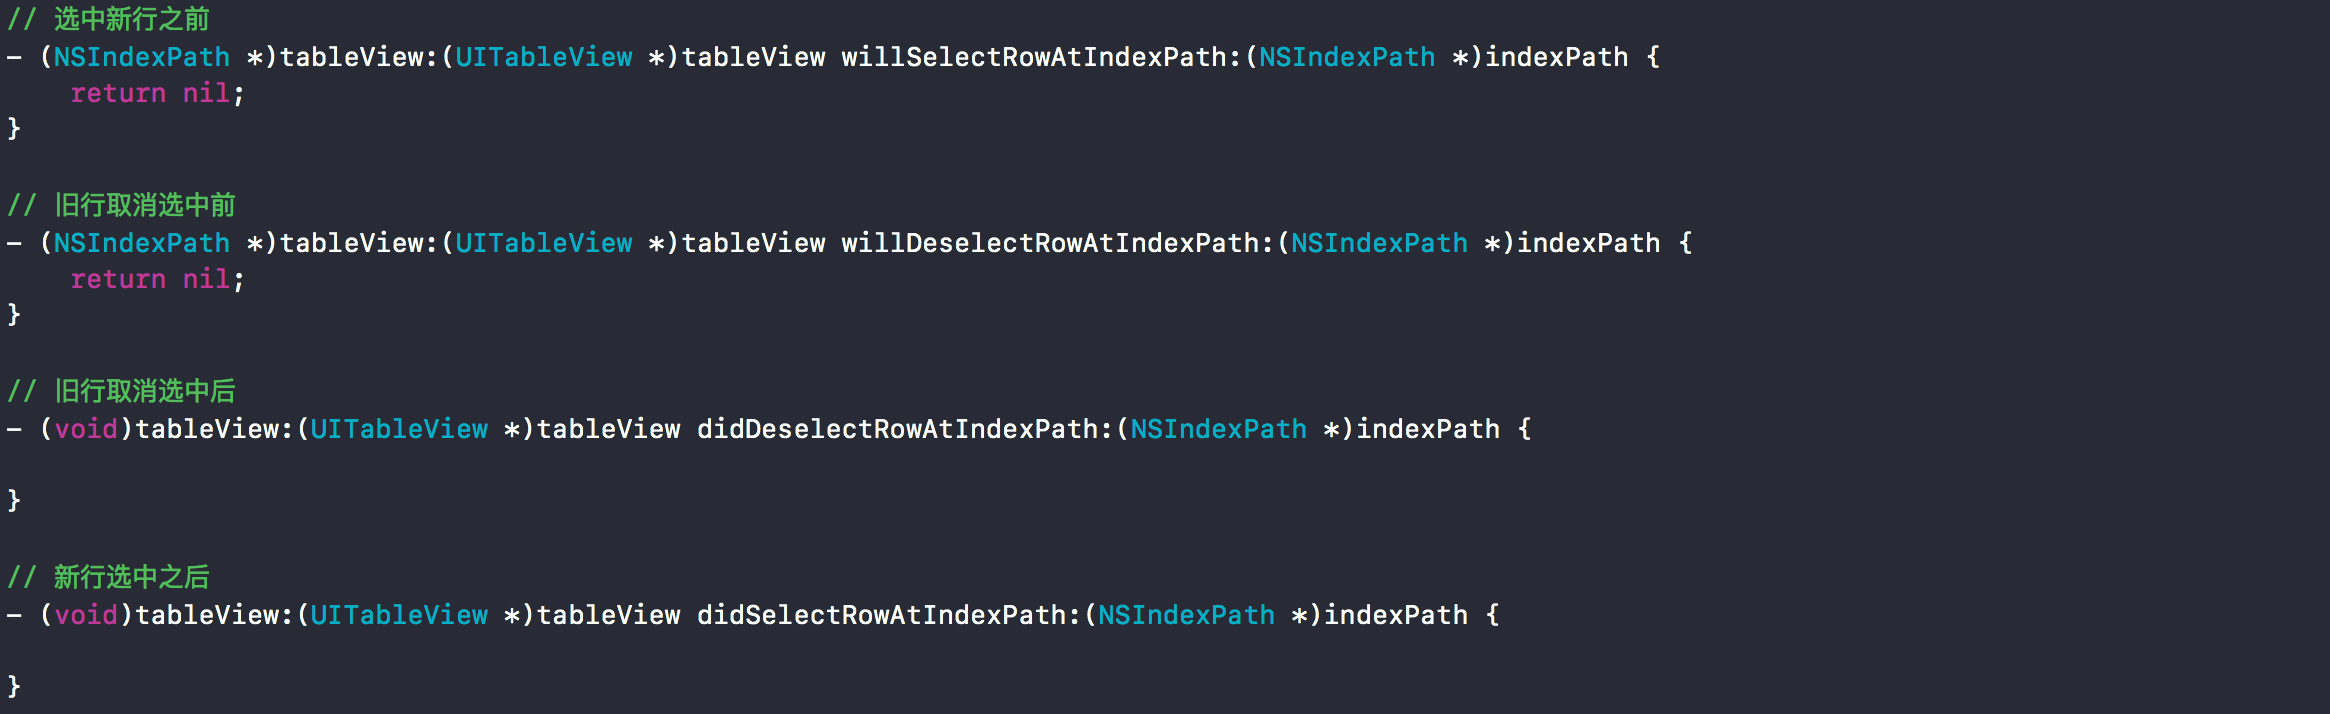 // 选中新行之前
- (NSIndexPath *)tableView:(UITableView *)tableView willSelectRowAtIndexPath:(NSIndexPath *)indexPath {
    return nil;
}
// 旧行取消选中前
- (NSIndexPath *)tableView:(UITableView *)tableView willDeselectRowAtIndexPath:(NSIndexPath *)indexPath {
    return nil;
}
// 旧行取消选中后
- (void)tableView:(UITableView *)tableView didDeselectRowAtIndexPath:(NSIndexPath *)indexPath {
}
// 新行选中之后
- (void)tableView:(UITableView *)tableView didSelectRowAtIndexPath:(NSIndexPath *)indexPath {
}